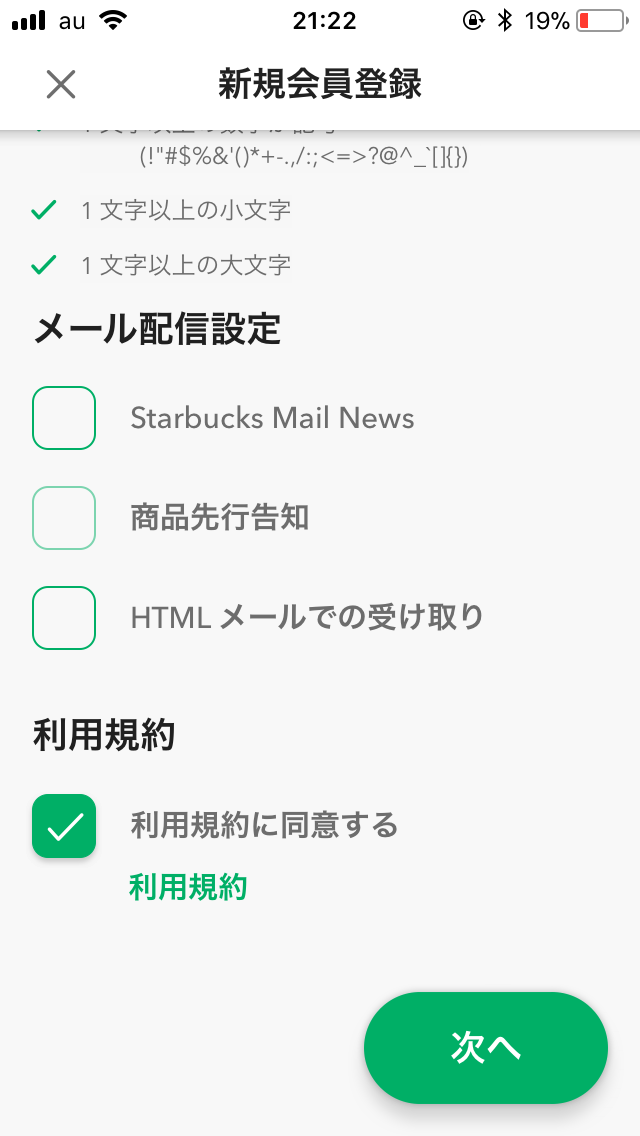 au 21:22 19%
新規会員登録
(!"#$%&'()*+-.,/:;<=>?@^_`[]{})
1 文字以上の小文字
1 文字以上の大文字
メール配信設定
Starbucks Mail News
商品先行告知
HTML メールでの受け取り
利用規約
利用規約に同意する
利用規約
次へ